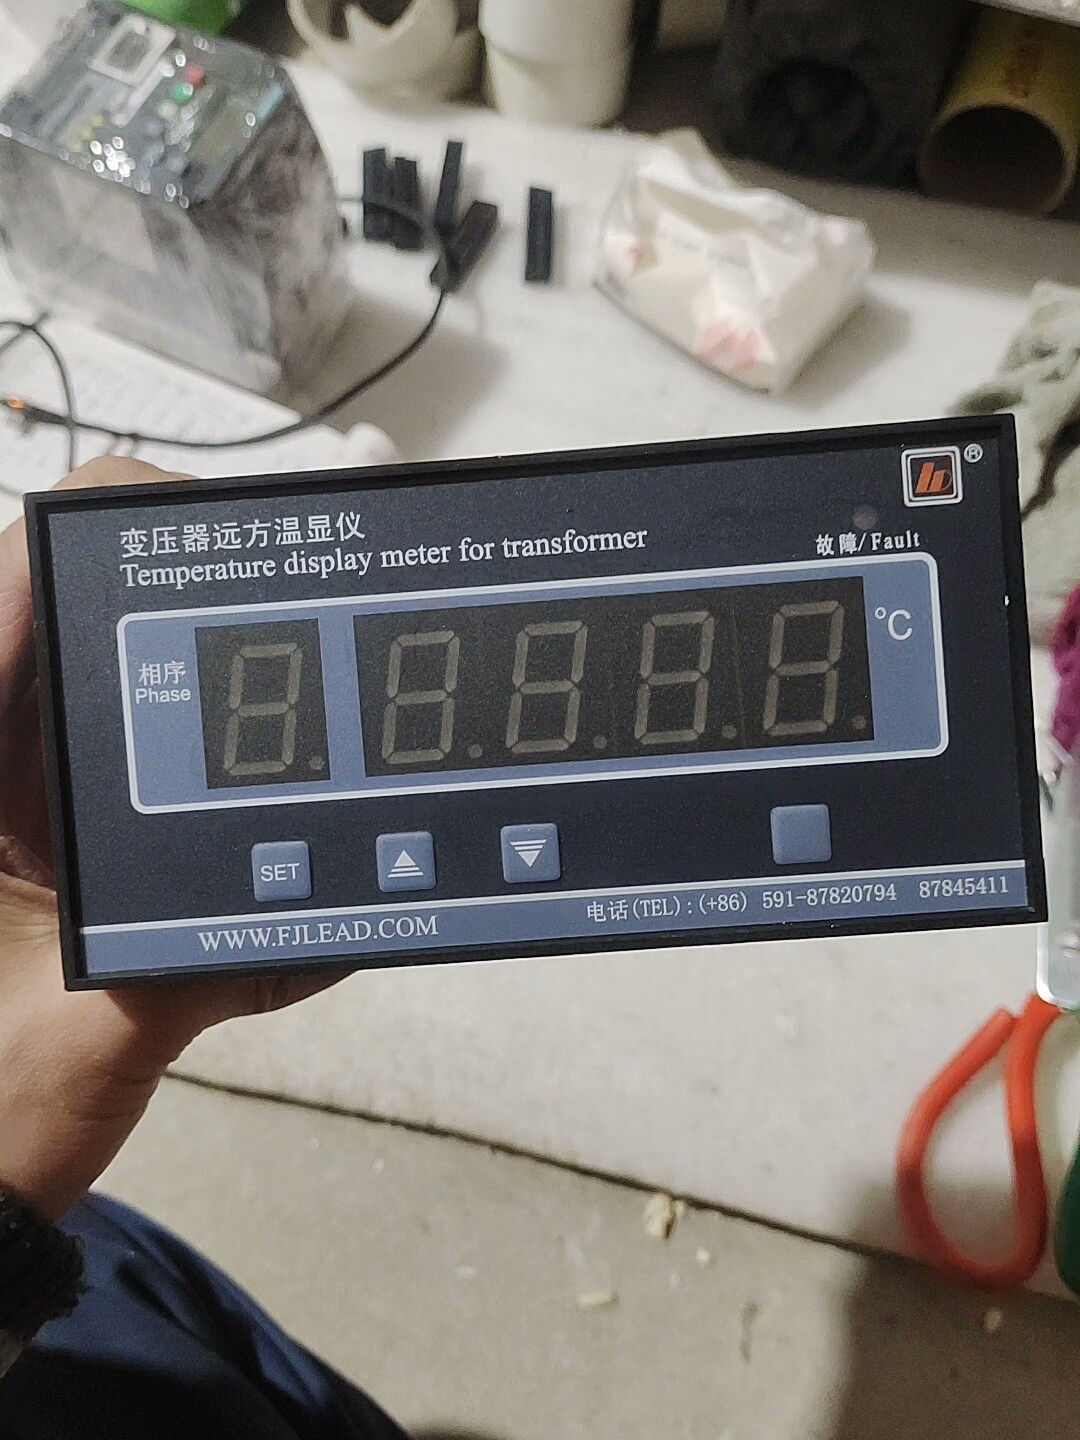 变压器远方温显仪
Temperature display meter for transformer
®
故障/Fault
相序
Phase
°C
SET
WWW.FJLEAD.COM
电话(TEL):(+86) 591-87820794 87845411